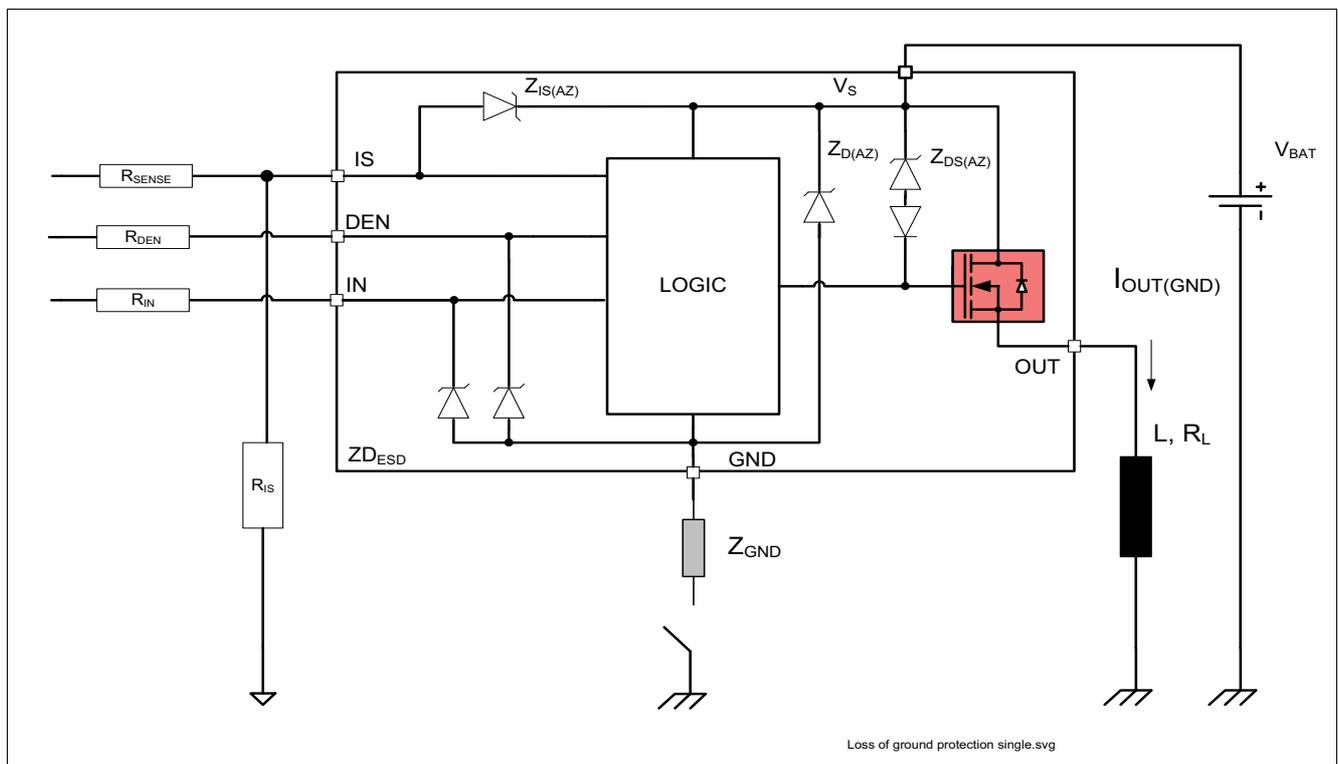 ZIS(AZ)
VS
IS
ZD(AZ)
ZDS(AZ)
VBAT
RSENSE
+
-
DEN
RDEN
IN
RIN
LOGIC
IOUT(GND)
OUT
L, RL
ZDESD
GND
RIS
ZGND
Loss of ground protection single.svg